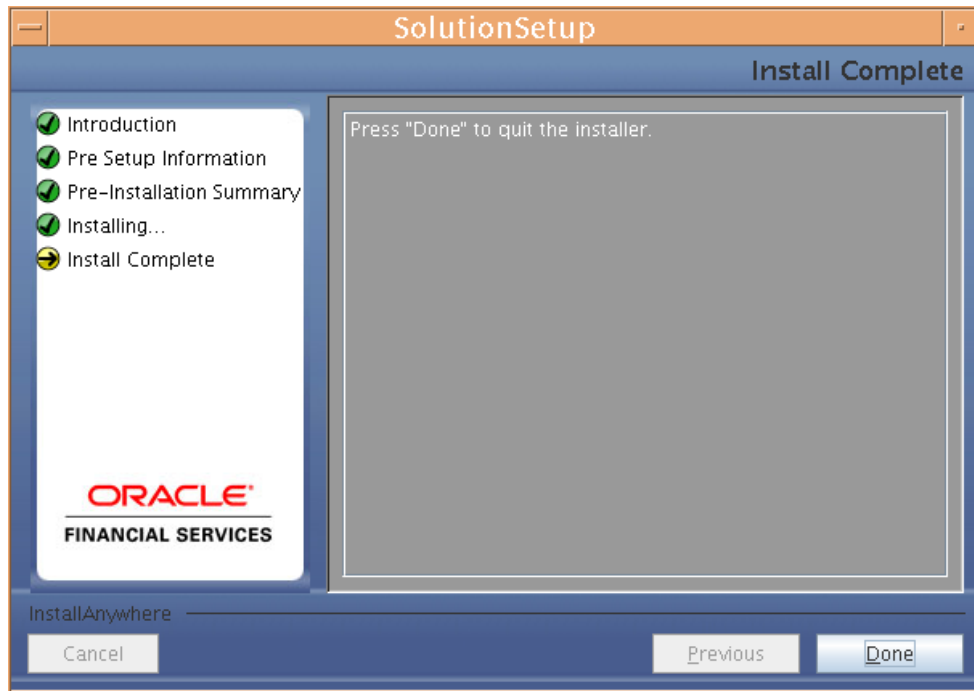 SolutionSetup
Install Complete
Introduction
Pre Setup Information
Pre-Installation Summary
Installing...
Install Complete
Press "Done" to quit the installer.
ORACLE
FINANCIAL SERVICES
InstallAnywhere
Cancel
Previous
Done